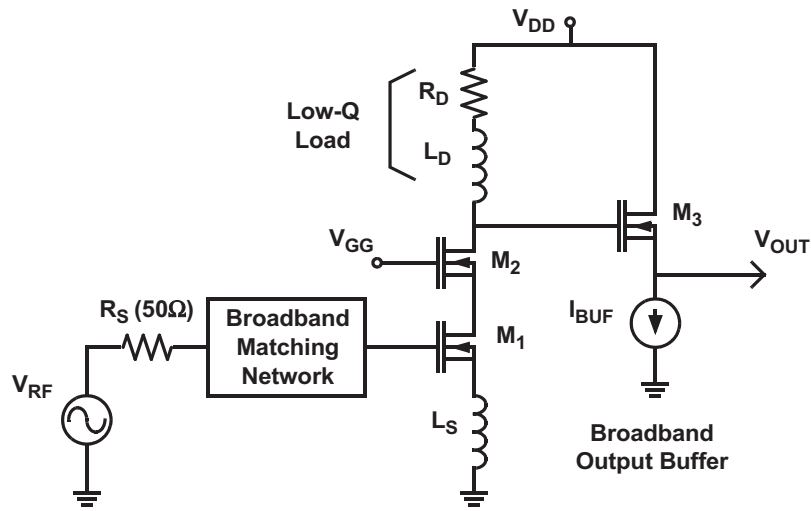 V_DD
R_D
Low-Q
Load
L_D
M_3
V_GG
M_2
V_OUT
R_S (50Ω)
I_BUF
Broadband
Matching
Network
M_1
V_RF
L_S
Broadband
Output Buffer